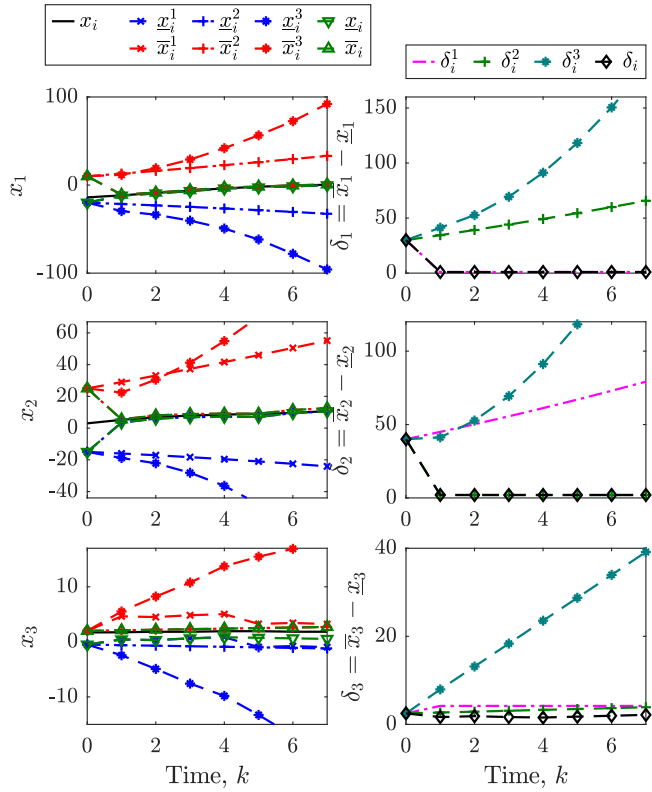 x_i x̲_i^1 x̲_i^2 x̲_i^3 x̲_i
x̅_i^1 x̅_i^2 x̅_i^3 x̅_i
δ_i^1 δ_i^2 δ_i^3 δ_i
100
0
-100
x_1
0 2 4 6
150
100
50
0
δ_1 = x̅_1 − x̲_1
0 2 4 6
60
40
20
0
-20
-40
x_2
0 2 4 6
100
50
0
δ_2 = x̅_2 − x̲_2
0 2 4 6
10
0
-10
x_3
0 2 4 6
Time, k
40
20
0
δ_3 = x̅_3 − x̲_3
0 2 4 6
Time, k